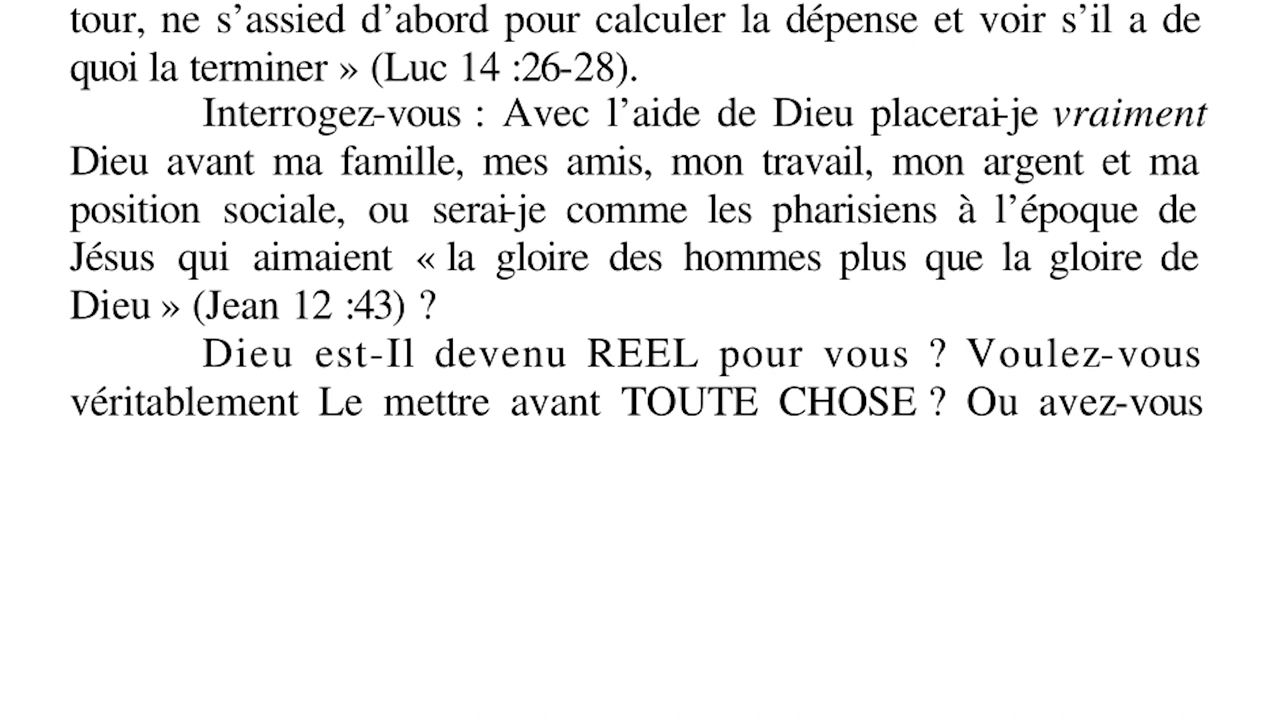 tour, ne s’assied d’abord pour calculer la dépense et voir s’il a de
quoi la terminer » (Luc 14 :26-28).
Interrogez-vous : Avec l’aide de Dieu placerai-je vraiment
Dieu avant ma famille, mes amis, mon travail, mon argent et ma
position sociale, ou serai-je comme les pharisiens à l’époque de
Jésus qui aimaient « la gloire des hommes plus que la gloire de
Dieu » (Jean 12 :43) ?
Dieu est-Il devenu REEL pour vous ? Voulez-vous
véritablement Le mettre avant TOUTE CHOSE ? Ou avez-vous